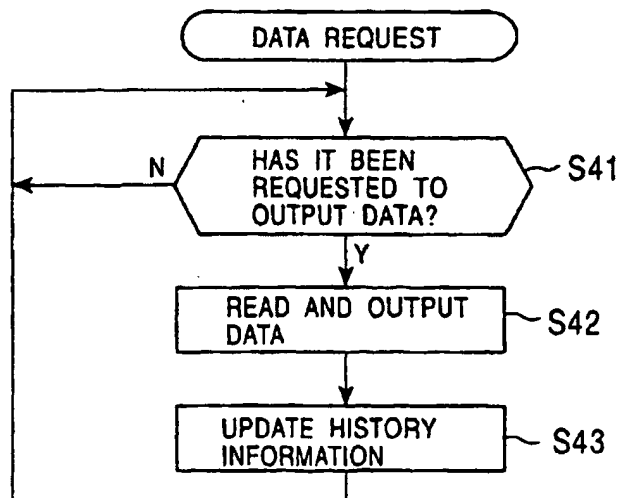 DATA REQUEST
N
HAS IT BEEN
REQUESTED TO
OUTPUT DATA?
S41
Y
READ AND OUTPUT
DATA
S42
UPDATE HISTORY
INFORMATION
S43